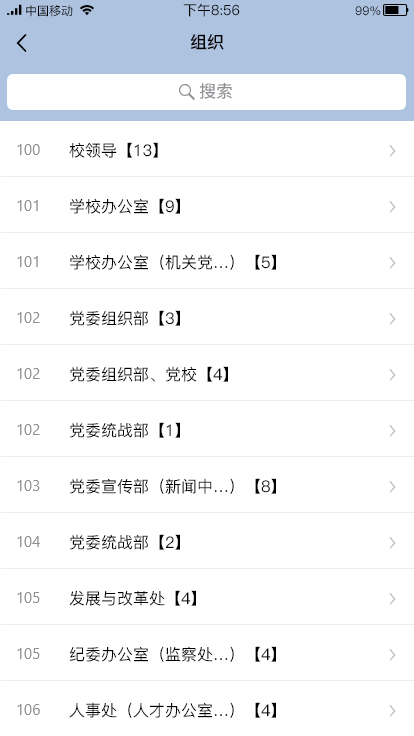 中国移动 下午8:56 99%
组织
搜索
100 校领导【13】
101 学校办公室【9】
101 学校办公室（机关党...）【5】
102 党委组织部【3】
102 党委组织部、党校【4】
102 党委统战部【1】
103 党委宣传部（新闻中...）【8】
104 党委统战部【2】
105 发展与改革处【4】
105 纪委办公室（监察处...）【4】
106 人事处（人才办公室...）【4】